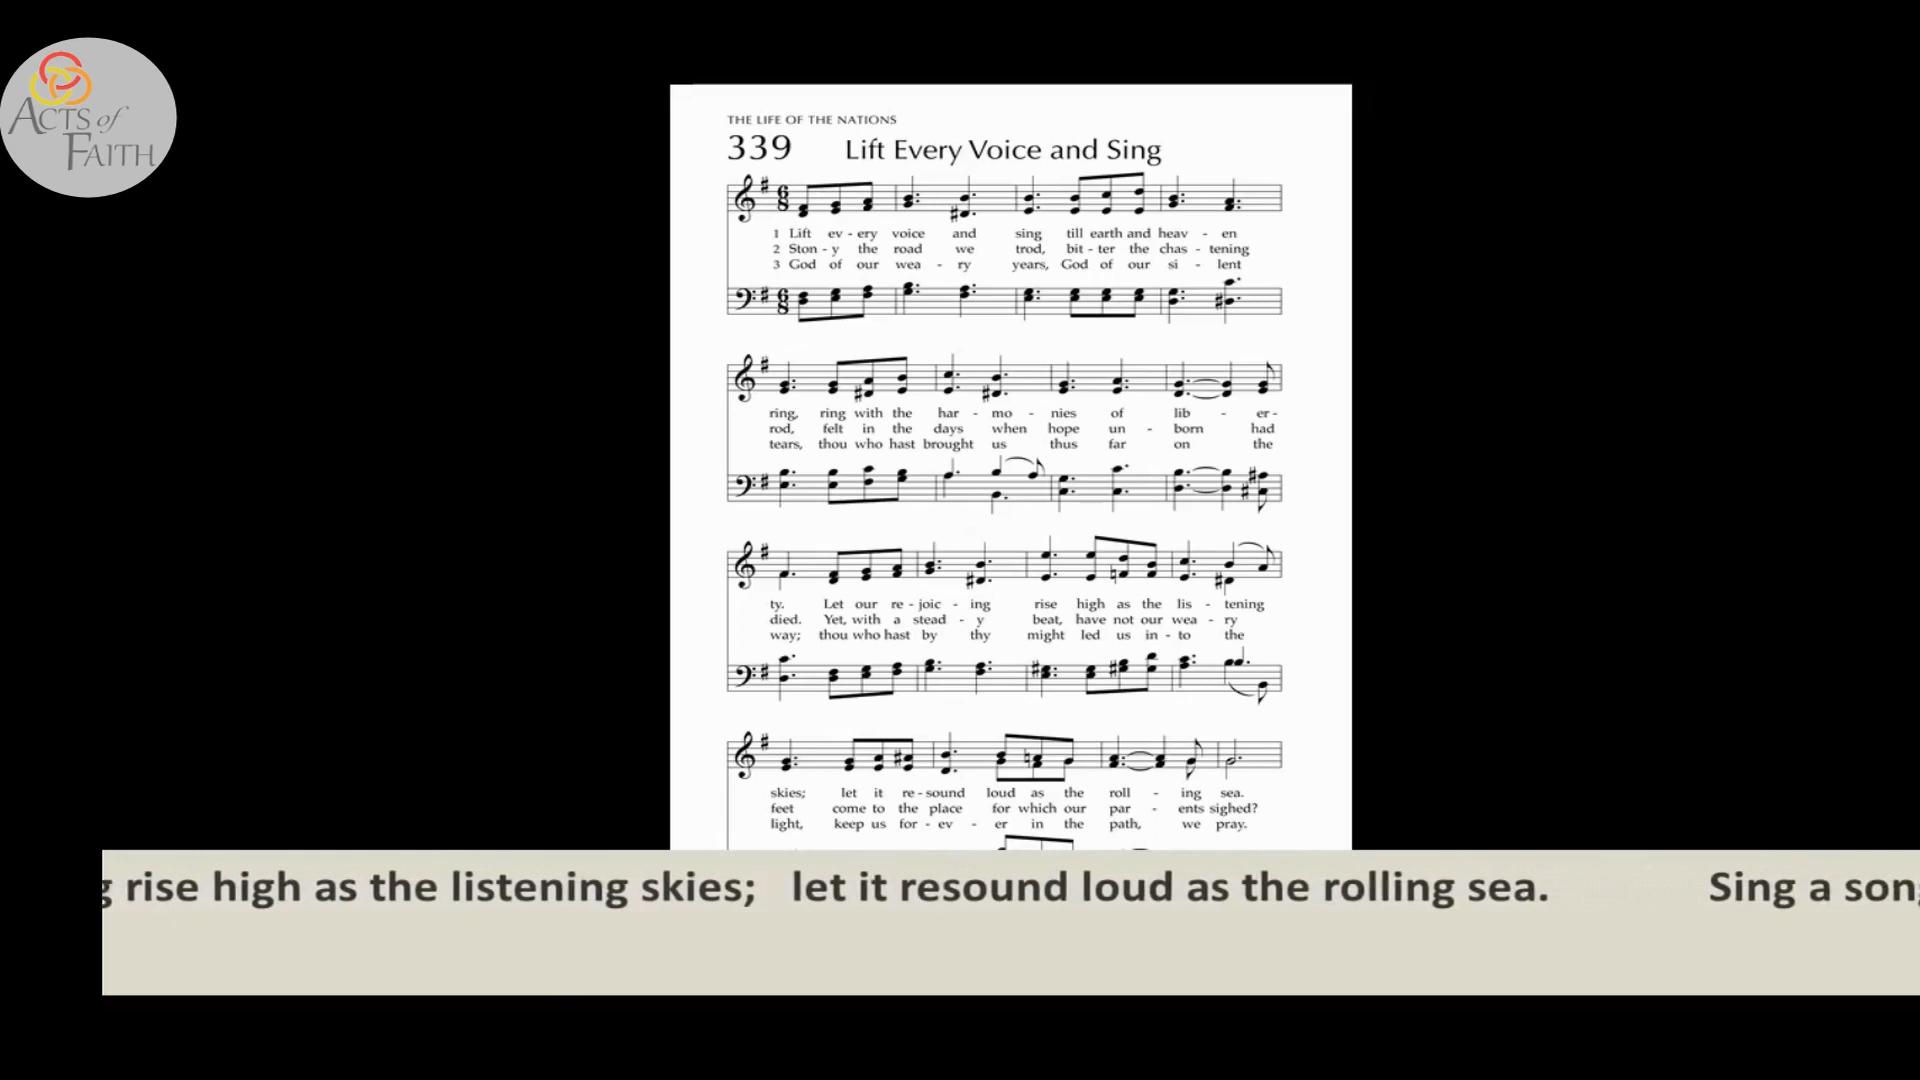 ACTS of
FAITH
THE LIFE OF THE NATIONS
339 Lift Every Voice and Sing
1 Lift ev - ery voice and sing till earth and heav - en
2 Ston - y the road we trod, bit - ter the chas - tening
3 God of our wea - ry years, God of our si - lent
ring, ring with the har - mo - nies of lib - er -
rod, felt in the days when hope un - born had
tears, thou who hast brought us thus far on the
ty. Let our re - joic - ing rise high as the lis - tening
died. Yet, with a stead - y beat, have not our wea - ry
way; thou who hast by thy might led us in - to the
skies; let it re - sound loud as the roll - ing sea.
feet come to the place for which our par - ents sighed?
light, keep us for - ev - er in the path, we pray.
g rise high as the listening skies; let it resound loud as the rolling sea. Sing a song